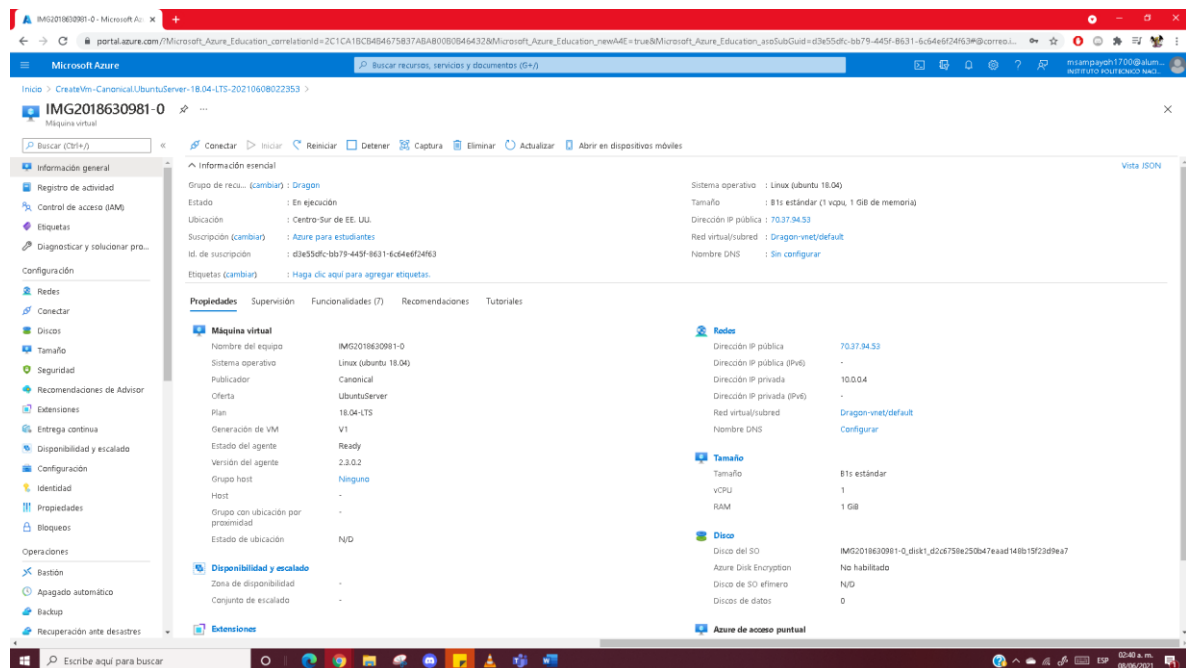 IMG2018630981-0 - Microsoft Az
portal.azure.com/?Microsoft_Azure_Education_correlationId=2C1CA1BCB4B4675B37ABAB00B0B46432&Microsoft_Azure_Education_newA4E=true&Microsoft_Azure_Education_asoSubGuid=d3e55dfc-bb79-445f-8631-6c64e6f24f63#@correo.i...
Microsoft Azure
Buscar recursos, servicios y documentos (G+/)
msampayoh1700@alum...
INSTITUTO POLITECNICO NAC...
Inicio > CreateVm-Canonical.UbuntuServer-18.04-LTS-20210608022353 >
IMG2018630981-0
Máquina virtual
Buscar (Ctrl+/)
Conectar Iniciar Reiniciar Detener Captura Eliminar Actualizar Abrir en dispositivos móviles
Información general
Registro de actividad
Control de acceso (IAM)
Etiquetas
Diagnosticar y solucionar pro...
Configuración
Redes
Conectar
Discos
Tamaño
Seguridad
Recomendaciones de Advisor
Extensiones
Entrega continua
Disponibilidad y escalado
Configuración
Identidad
Propiedades
Bloqueos
Operaciones
Bastión
Apagado automático
Backup
Recuperación ante desastres
Información esencial
Vista JSON
Grupo de recu... (cambiar) : Dragon
Estado : En ejecución
Ubicación : Centro-Sur de EE. UU.
Suscripción (cambiar) : Azure para estudiantes
Id. de suscripción : d3e55dfc-bb79-445f-8631-6c64e6f24f63
Etiquetas (cambiar) : Haga clic aquí para agregar etiquetas.
Sistema operativo : Linux (ubuntu 18.04)
Tamaño : B1s estándar (1 vcpu, 1 GiB de memoria)
Dirección IP pública : 70.37.94.53
Red virtual/subred : Dragon-vnet/default
Nombre DNS : Sin configurar
Propiedades Supervisión Funcionalidades (7) Recomendaciones Tutoriales
Máquina virtual
Nombre del equipo IMG2018630981-0
Sistema operativo Linux (ubuntu 18.04)
Publicador Canonical
Oferta UbuntuServer
Plan 18.04-LTS
Generación de VM V1
Estado del agente Ready
Versión del agente 2.3.0.2
Grupo host Ninguno
Host -
Grupo con ubicación por -
proximidad
Estado de ubicación N/D
Disponibilidad y escalado
Zona de disponibilidad -
Conjunto de escalado -
Extensiones
Redes
Dirección IP pública 70.37.94.53
Dirección IP pública (IPv6) -
Dirección IP privada 10.0.0.4
Dirección IP privada (IPv6) -
Red virtual/subred Dragon-vnet/default
Nombre DNS Configurar
Tamaño
Tamaño B1s estándar
vCPU 1
RAM 1 GiB
Disco
Disco del SO IMG2018630981-0_disk1_d2c6758e250b47eaad148b15f23d9ea7
Azure Disk Encryption No habilitado
Disco de SO efímero N/D
Discos de datos 0
Azure de acceso puntual
Escribe aquí para buscar
ESP
02:40 a. m.
08/06/2021